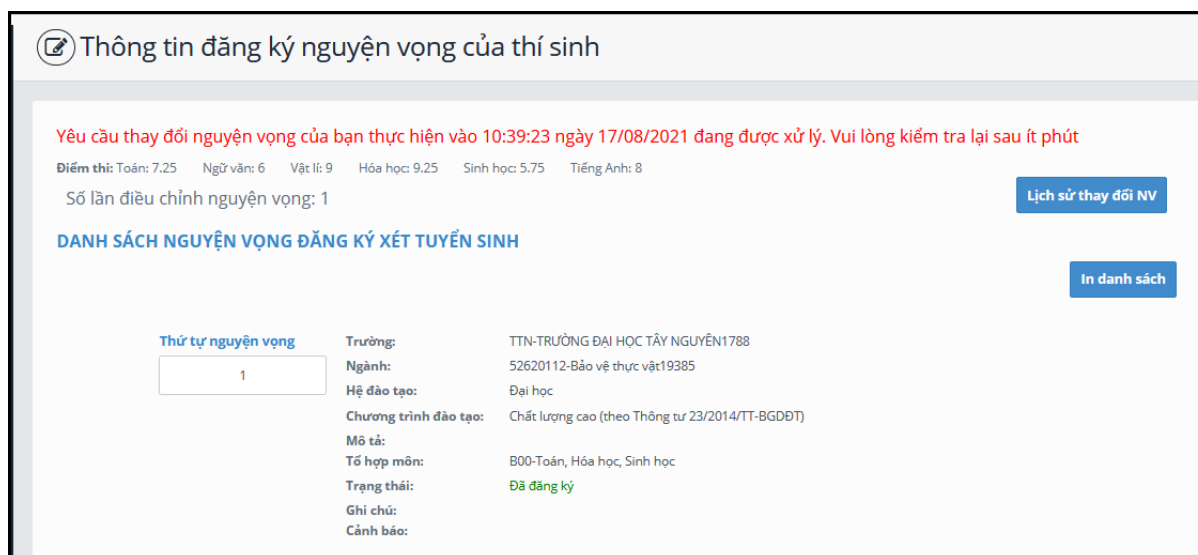 Thông tin đăng ký nguyện vọng của thí sinh
Yêu cầu thay đổi nguyện vọng của bạn thực hiện vào 10:39:23 ngày 17/08/2021 đang được xử lý. Vui lòng kiểm tra lại sau ít phút
Điểm thi: Toán: 7.25 Ngữ văn: 6 Vật lí: 9 Hóa học: 9.25 Sinh học: 5.75 Tiếng Anh: 8
Số lần điều chỉnh nguyện vọng: 1
Lịch sử thay đổi NV
DANH SÁCH NGUYỆN VỌNG ĐĂNG KÝ XÉT TUYỂN SINH
In danh sách
Thứ tự nguyện vọng
1
Trường: TTN-TRƯỜNG ĐẠI HỌC TÂY NGUYÊN1788
Ngành: 52620112-Bảo vệ thực vật19385
Hệ đào tạo: Đại học
Chương trình đào tạo: Chất lượng cao (theo Thông tư 23/2014/TT-BGDĐT)
Mô tả:
Tổ hợp môn: B00-Toán, Hóa học, Sinh học
Trạng thái: Đã đăng ký
Ghi chú:
Cảnh báo: